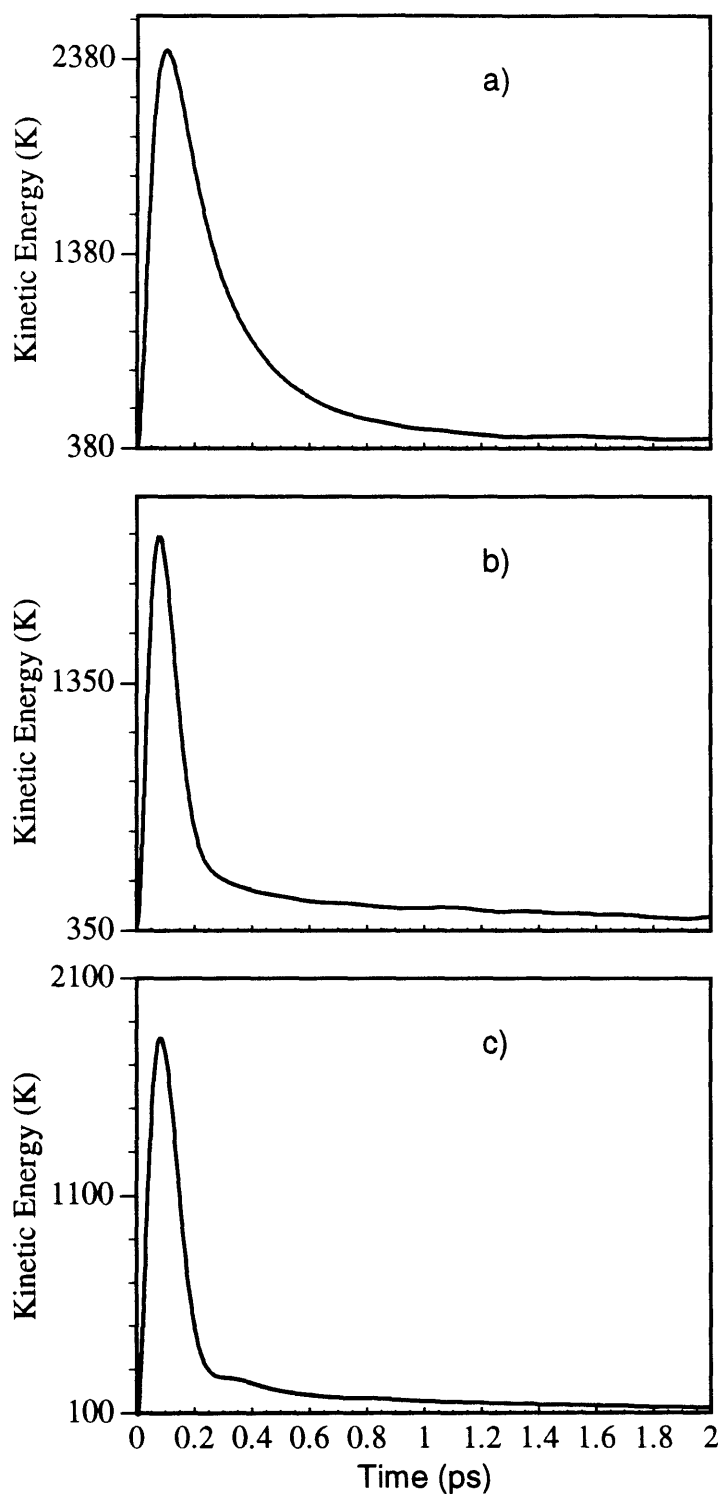 a)
Kinetic Energy (K)
2380
1380
380
b)
Kinetic Energy (K)
1350
350
c)
Kinetic Energy (K)
2100
1100
100
0 0.2 0.4 0.6 0.8 1 1.2 1.4 1.6 1.8 2
Time (ps)